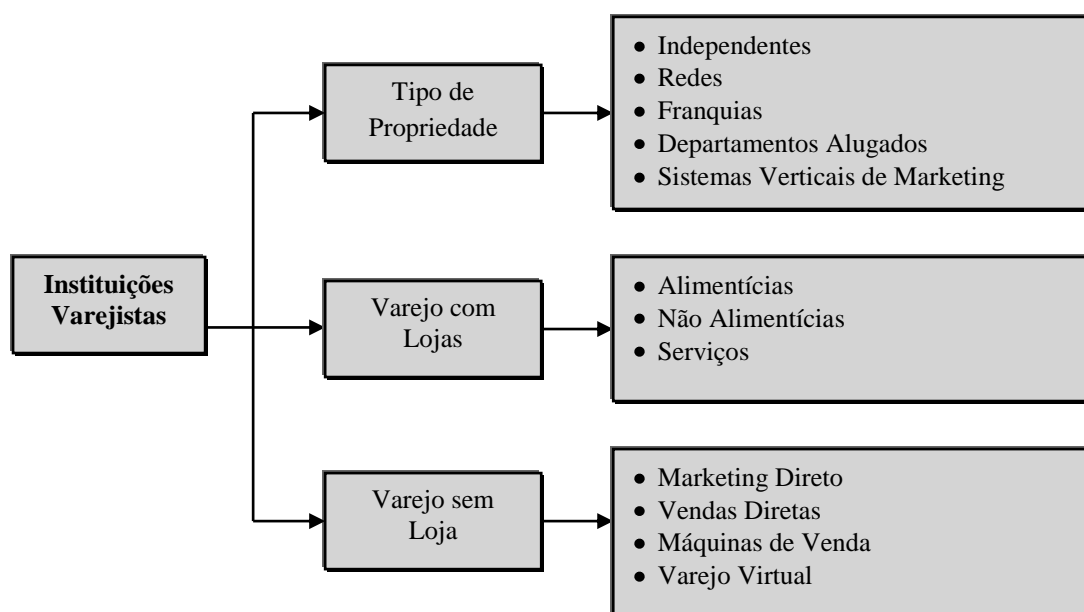 Tipo de
Propriedade
• Independentes
• Redes
• Franquias
• Departamentos Alugados
• Sistemas Verticais de Marketing
Instituições
Varejistas
Varejo com
Lojas
• Alimentícias
• Não Alimentícias
• Serviços
Varejo sem
Loja
• Marketing Direto
• Vendas Diretas
• Máquinas de Venda
• Varejo Virtual